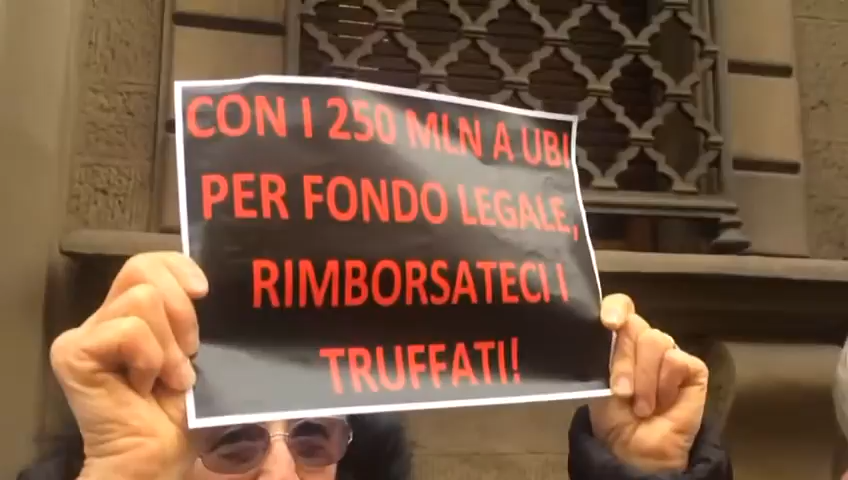 CON I 250 MLN A UBI
PER FONDO LEGALE,
RIMBORSATECI I
TRUFFATI!